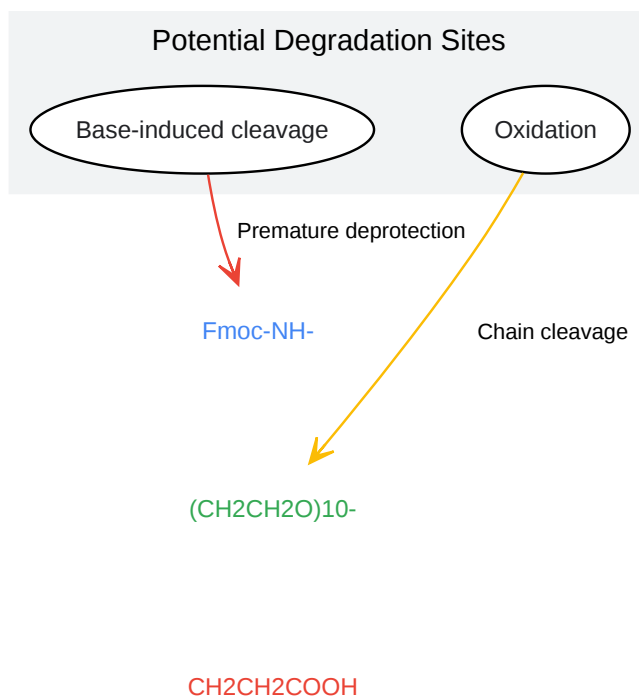 Potential Degradation Sites
Base-induced cleavage
Oxidation
Premature deprotection
Fmoc-NH-
Chain cleavage
(CH2CH2O)10-
CH2CH2COOH